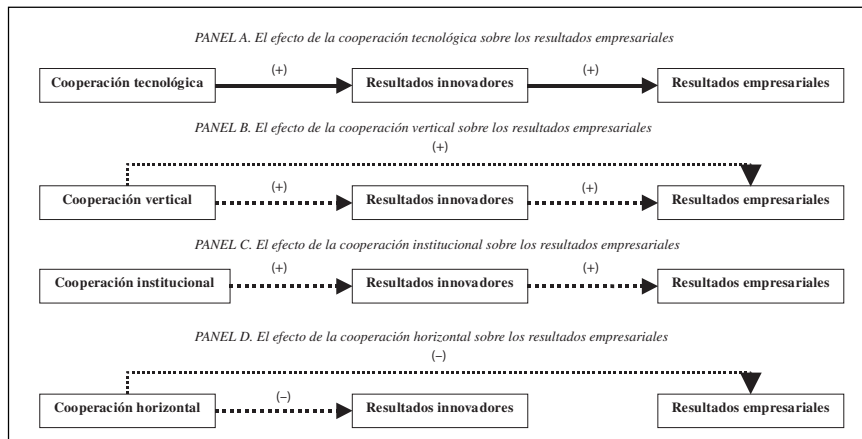 PANEL A. El efecto de la cooperación tecnológica sobre los resultados empresariales
(+) (+)
Cooperación tecnológica Resultados innovadores Resultados empresariales
PANEL B. El efecto de la cooperación vertical sobre los resultados empresariales
(+)
(+) (+)
Cooperación vertical Resultados innovadores Resultados empresariales
PANEL C. El efecto de la cooperación institucional sobre los resultados empresariales
(+) (+)
Cooperación institucional Resultados innovadores Resultados empresariales
PANEL D. El efecto de la cooperación horizontal sobre los resultados empresariales
(–)
(–)
Cooperación horizontal Resultados innovadores Resultados empresariales